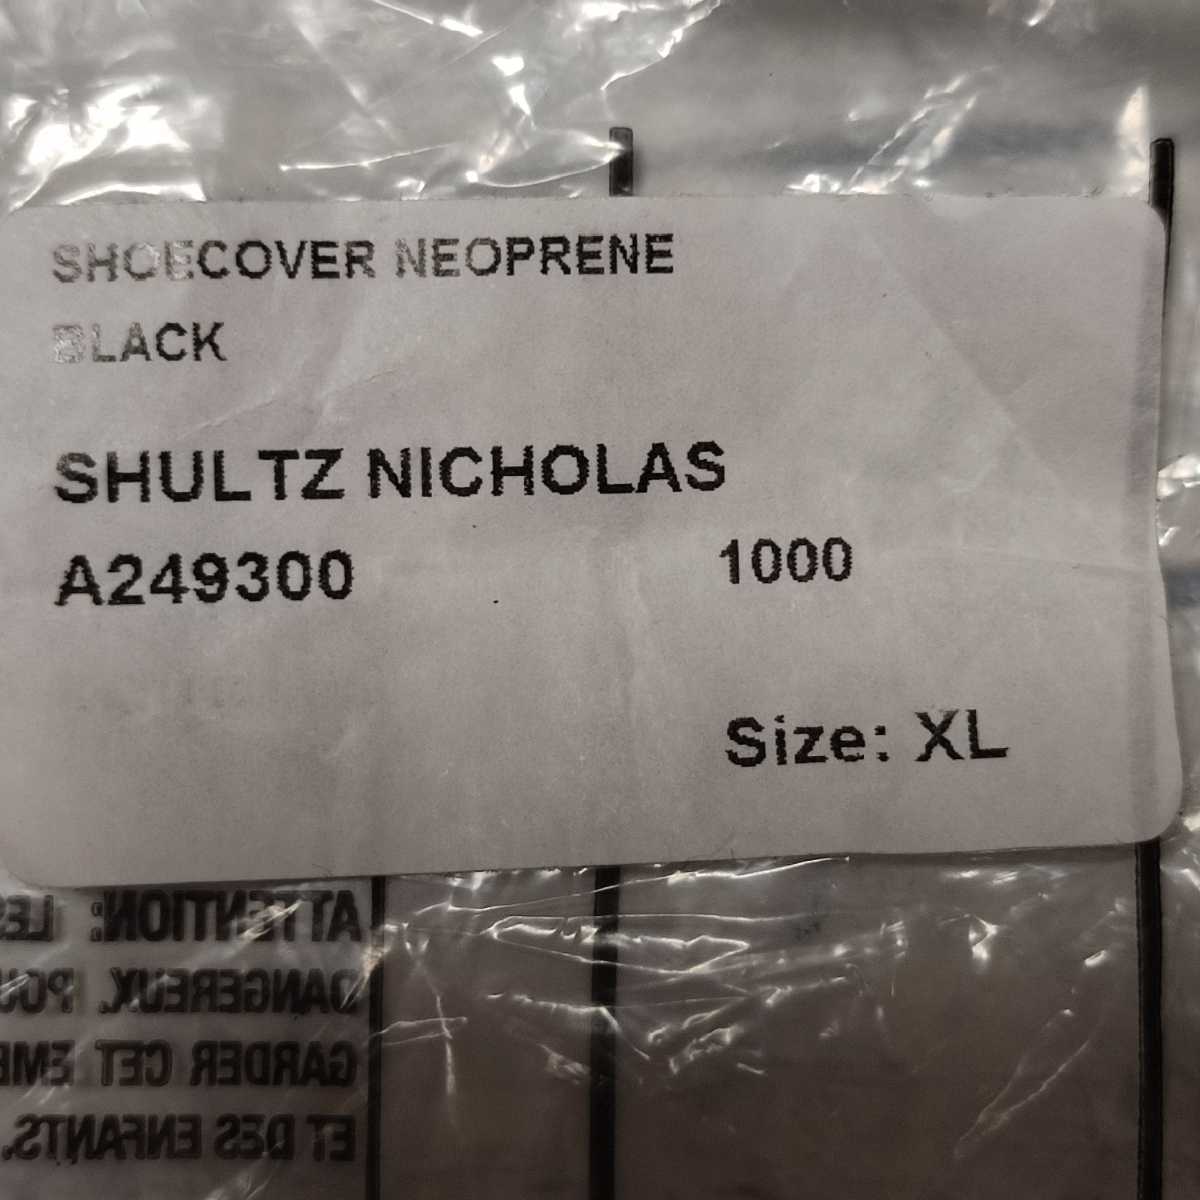 SHOECOVER NEOPRENE
BLACK
SHULTZ NICHOLAS
A249300 1000
Size: XL
ATTENTION:
DANGEREUX.
GARDER CET
ET DES ENFANTS.